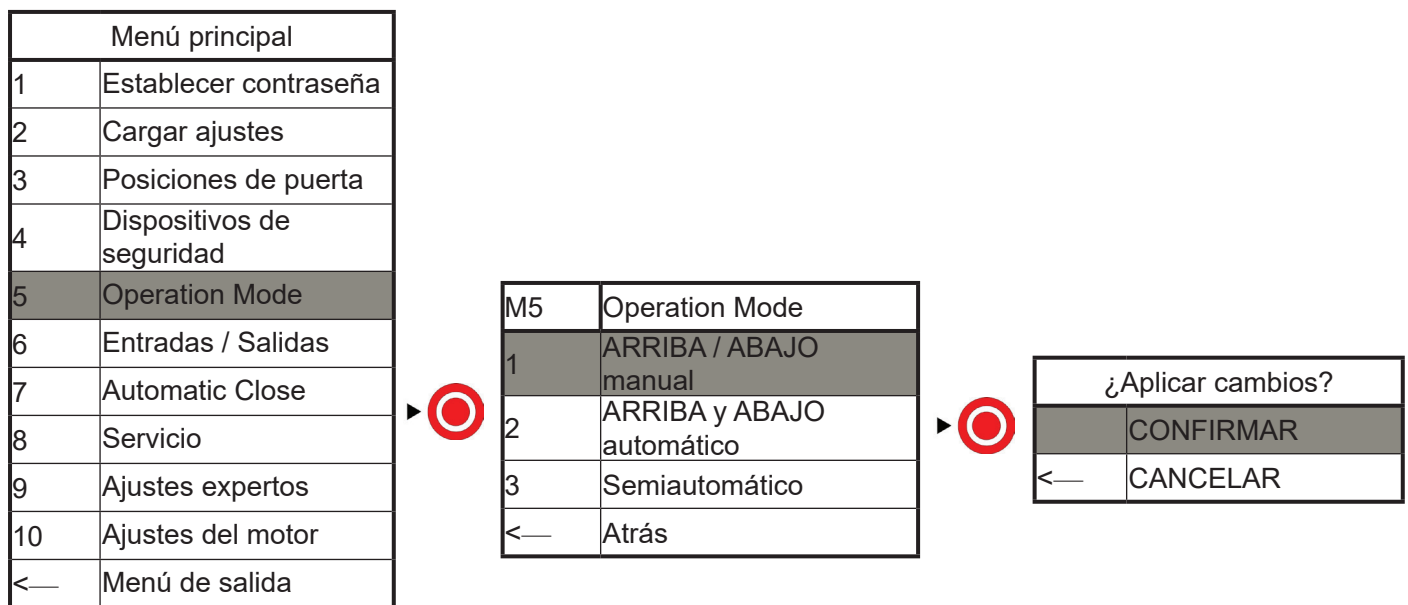 Menú principal
1 Establecer contraseña
2 Cargar ajustes
3 Posiciones de puerta
4 Dispositivos de
seguridad
5 Operation Mode
6 Entradas / Salidas
7 Automatic Close
8 Servicio
9 Ajustes expertos
10 Ajustes del motor
<— Menú de salida
M5 Operation Mode
1 ARRIBA / ABAJO
manual
2 ARRIBA y ABAJO
automático
3 Semiautomático
<— Atrás
¿Aplicar cambios?
CONFIRMAR
<— CANCELAR